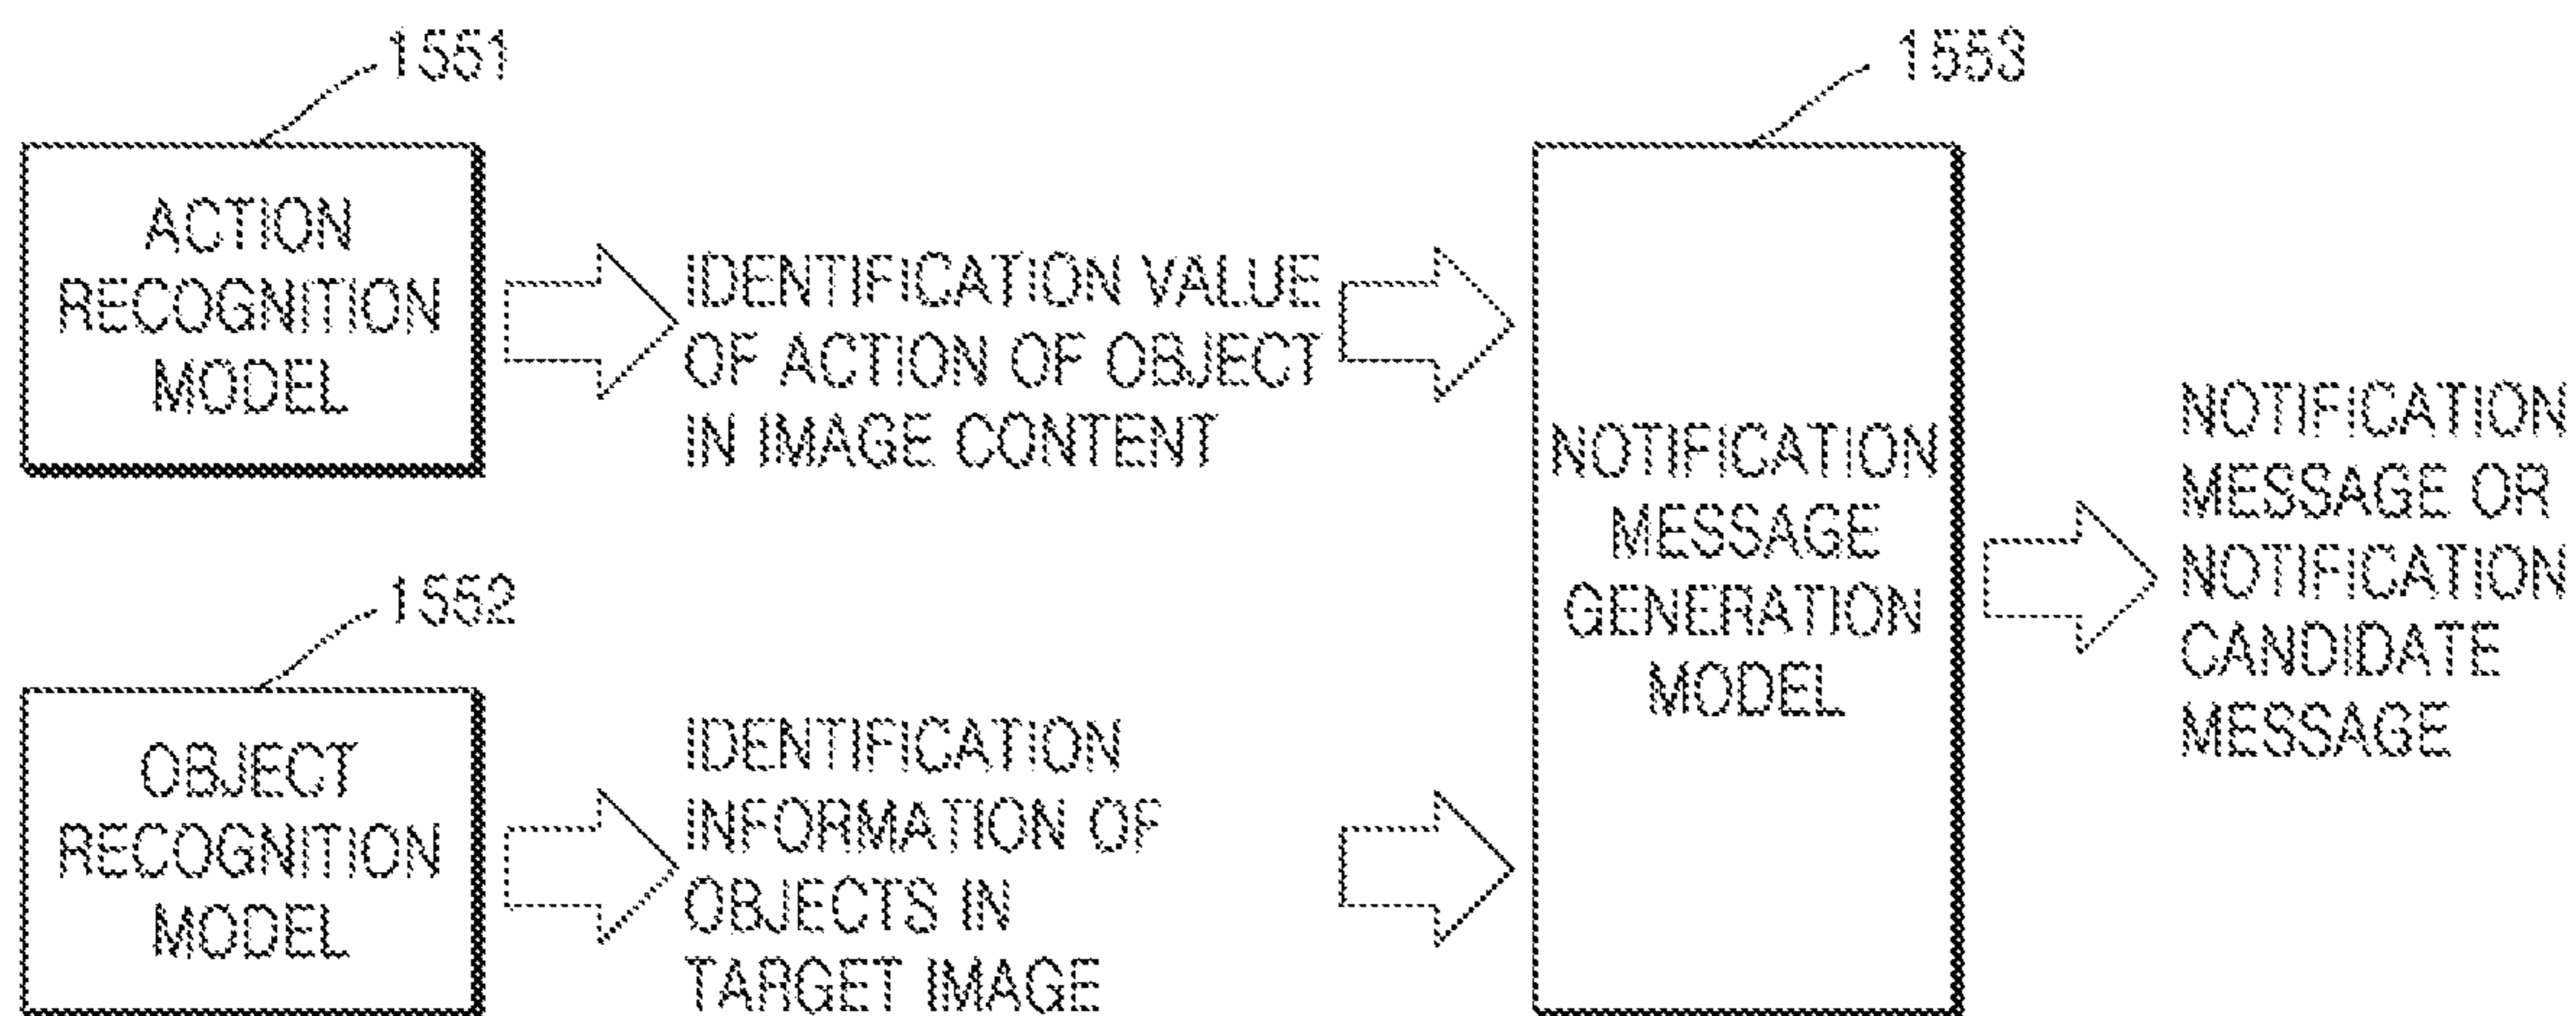 1551
ACTION
RECOGNITION
MODEL
IDENTIFICATION VALUE
OF ACTION OF OBJECT
IN IMAGE CONTENT
1552
OBJECT
RECOGNITION
MODEL
IDENTIFICATION
INFORMATION OF
OBJECTS IN
TARGET IMAGE
1553
NOTIFICATION
MESSAGE
GENERATION
MODEL
NOTIFICATION
MESSAGE OR
NOTIFICATION
CANDIDATE
MESSAGE